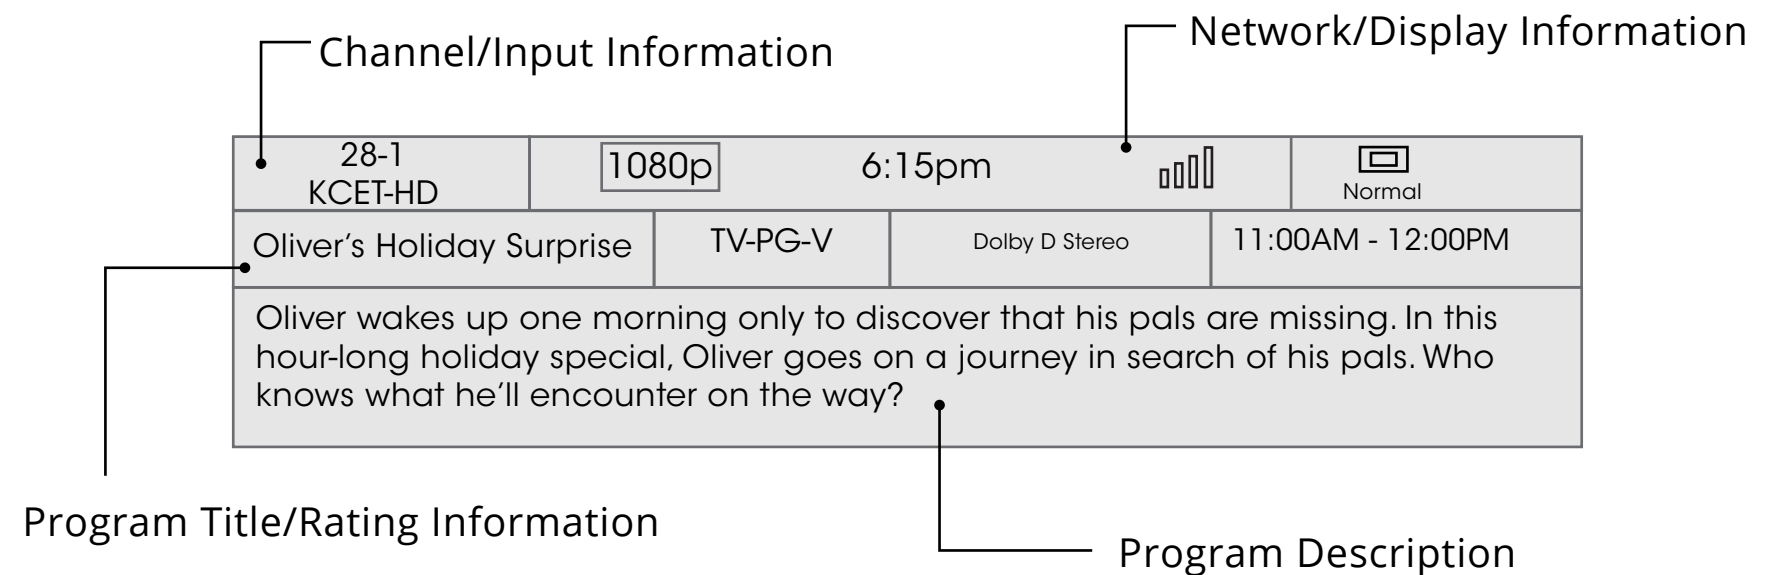 Channel/Input Information
Network/Display Information
28-1
KCET-HD
1080p
6:15pm
Normal
Oliver’s Holiday Surprise
TV-PG-V
Dolby D Stereo
11:00AM - 12:00PM
Oliver wakes up one morning only to discover that his pals are missing. In this
hour-long holiday special, Oliver goes on a journey in search of his pals. Who
knows what he’ll encounter on the way?
Program Title/Rating Information
Program Description